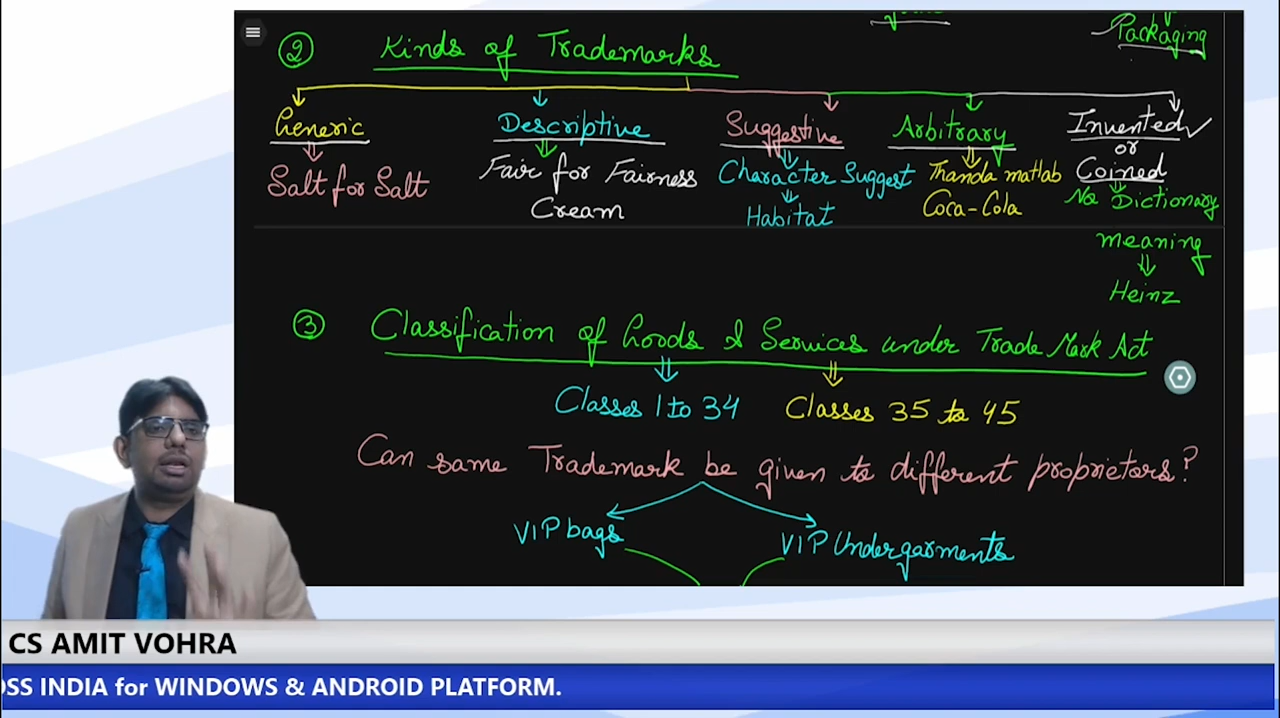 Packaging
② Kinds of Trademarks
Generic
Salt for Salt
Descriptive
Fair for Fairness
Cream
Suggestive
Character Suggest
Habitat
Arbitrary
Thanda matlab
Coca-Cola
Invented
or
Coined
No Dictionary
meaning
Heinz
③ Classification of Goods & Services under Trade Mark Act
Classes 1 to 34
Classes 35 to 45
Can same Trademark be given to different proprietors?
VIP bags
VIP Undergarments
CS AMIT VOHRA
OSS INDIA for WINDOWS & ANDROID PLATFORM.